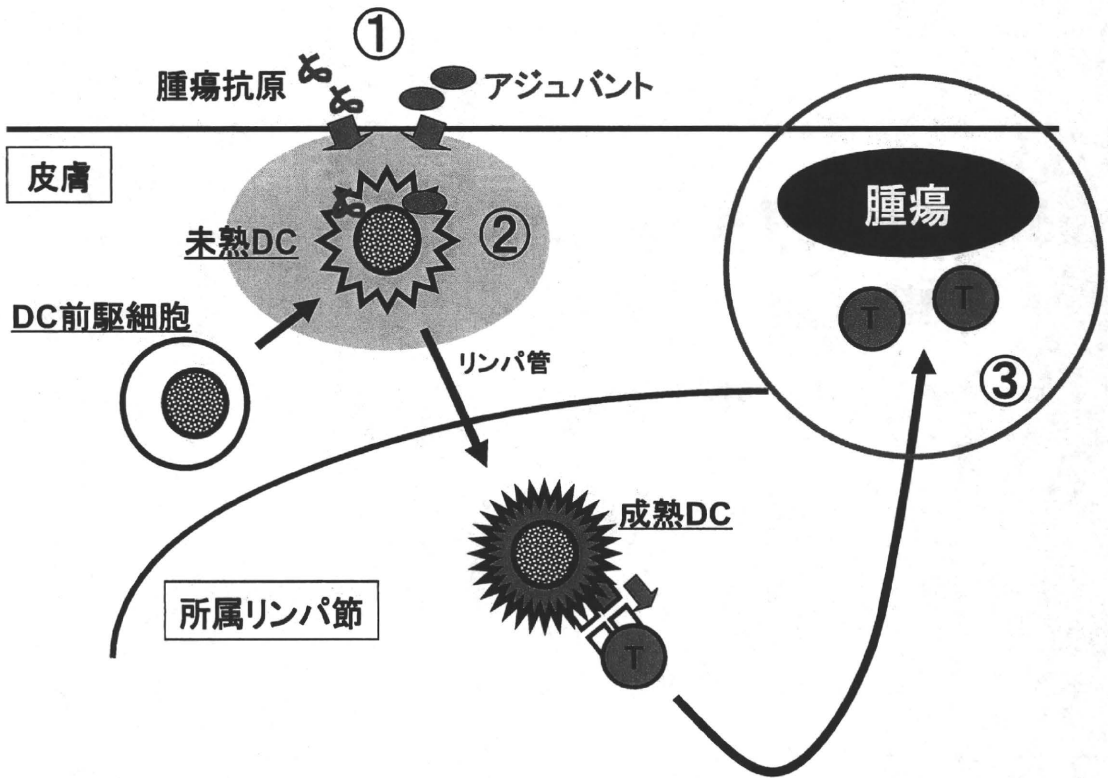 ①
腫瘍抗原
アジュバント
皮膚
腫瘍
②
未熟DC
T
T
DC前駆細胞
リンパ管
③
成熟DC
所属リンパ節
T